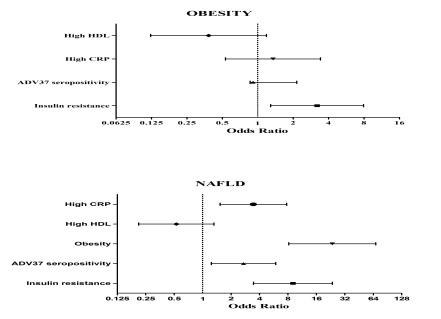 OBESITY
High HDL
High CRP
ADV37 seropositivity
Insulin resistance
0.0625 0.125 0.25 0.5 1 2 4 8 16
Odds Ratio
NAFLD
High CRP
High HDL
Obesity
ADV37 seropositivity
Insulin resistance
0.125 0.25 0.5 1 2 4 8 16 32 64 128
Odds Ratio